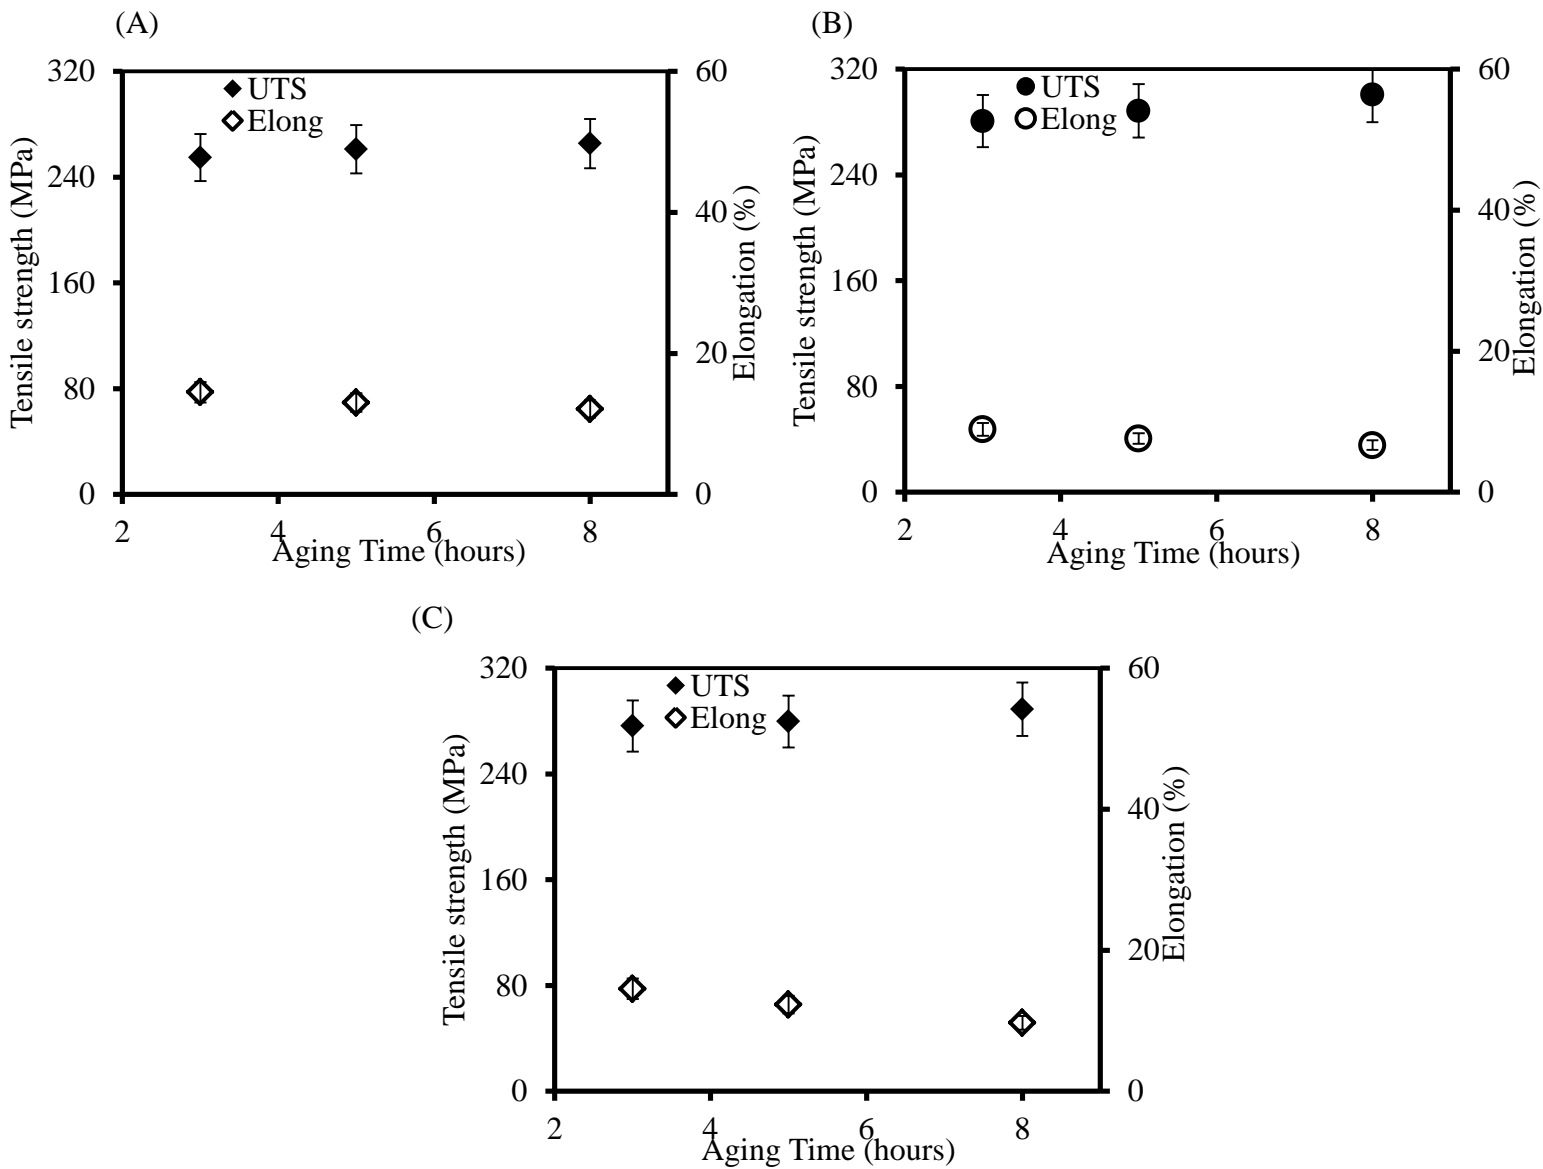 (A)
320
240
160
80
0
Tensile strength (MPa)
UTS
Elong
60
40
20
0
Elongation (%)
2
4
6
8
Aging Time (hours)
(B)
320
240
160
80
0
Tensile strength (MPa)
UTS
Elong
60
40
20
0
Elongation (%)
2
4
6
8
Aging Time (hours)
(C)
320
240
160
80
0
Tensile strength (MPa)
UTS
Elong
60
40
20
0
Elongation (%)
2
4
6
8
Aging Time (hours)